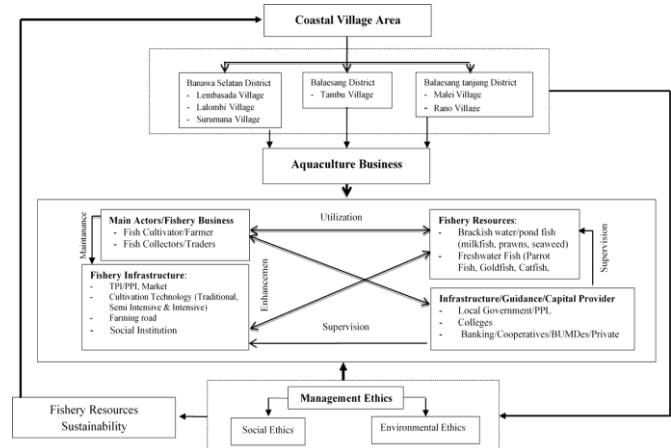 Coastal Village Area
Banawa Selatan District
- Lembasada Village
- Lalombi Village
- Surumana Village
Balaesang District
- Tambu Village
Balaesang tanjung District
- Malei Village
- Rano Village
Aquaculture Business
Main Actors/Fishery Business
- Fish Cultivator/Farmer
- Fish Collectors/Traders
Utilization
Fishery Resources:
- Brackish water/pond fish
(milkfish, prawns, seaweed)
- Freshwater Fish (Parrot
Fish, Goldfish, Catfish,
Maintanance
Fishery Infrastructure:
- TPI/PPI, Market
- Cultivation Technology (Traditional,
Semi Intensive & Intensive)
- Farming road
- Social Institution
Enhancemen
Supervision
Infrastructure/Guidance/Capital Provider
- Local Government/PPL
- Colleges
- Banking/Cooperatives/BUMDes/Private
Supervision
Management Ethics
Social Ethics
Environmental Ethics
Fishery Resources
Sustainability